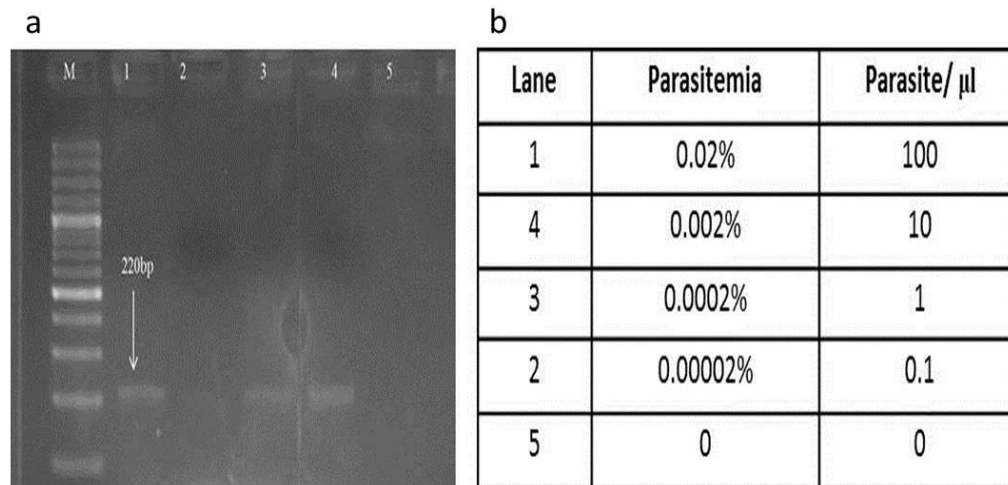 a
b
M 1 2 3 4 5
220bp
Lane Parasitemia Parasite/ µl
1 0.02% 100
4 0.002% 10
3 0.0002% 1
2 0.00002% 0.1
5 0 0